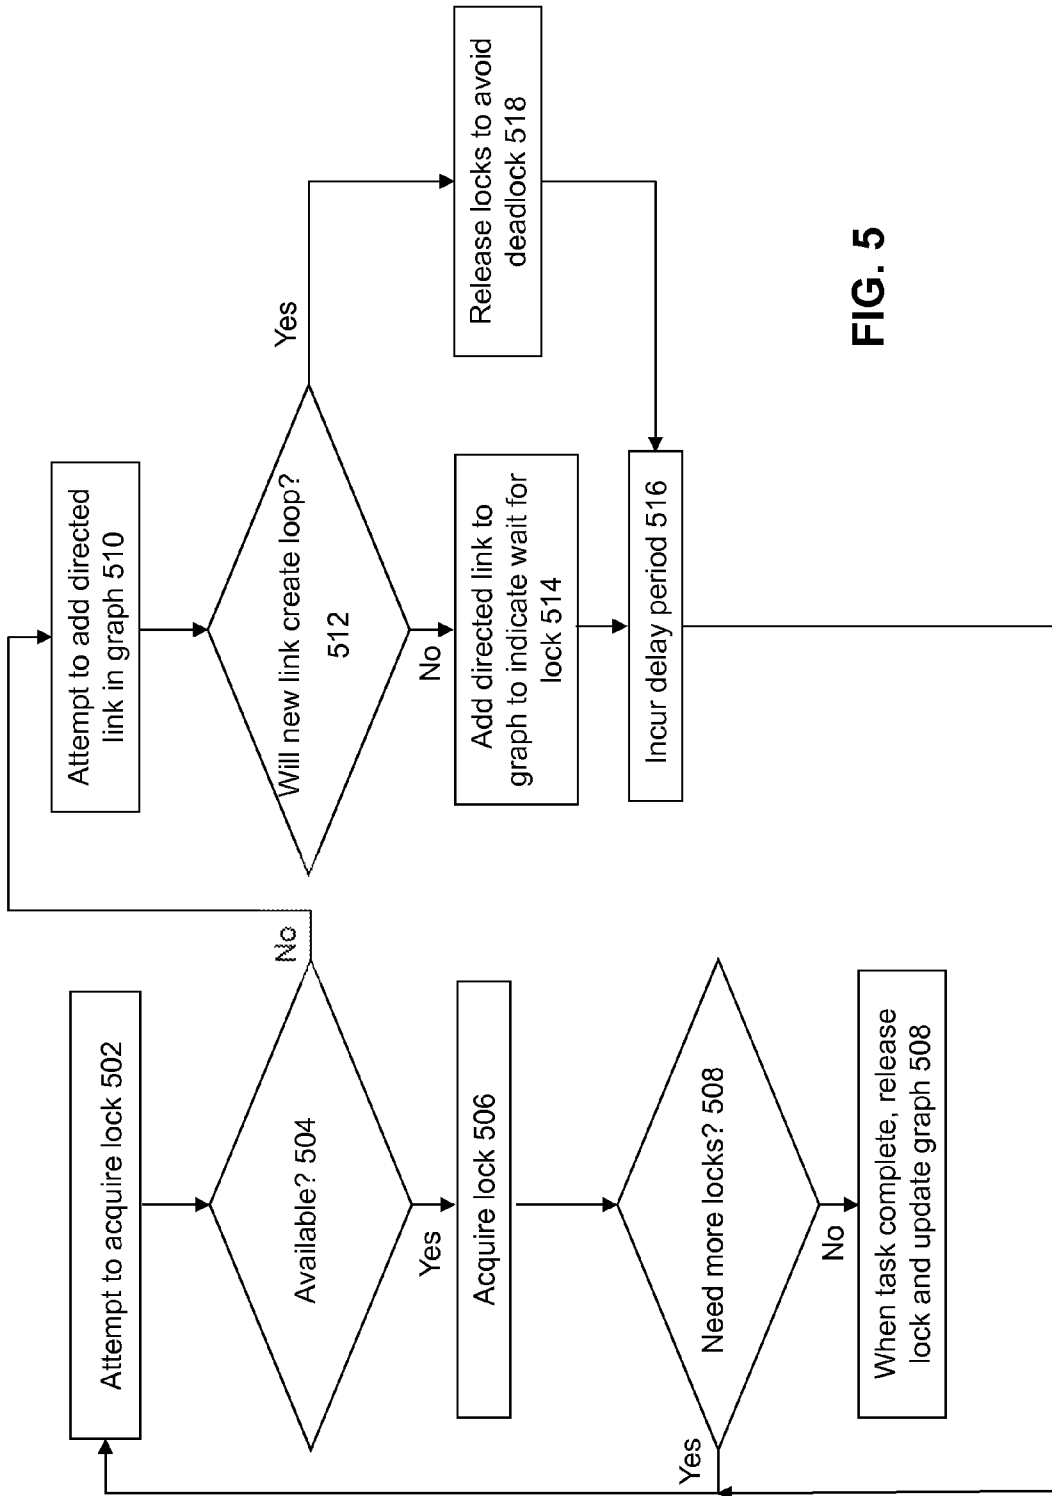 Attempt to acquire lock 502
Available? 504
No
Yes
Acquire lock 506
Need more locks? 508
Yes
No
When task complete, release
lock and update graph 508
Attempt to add directed
link in graph 510
Will new link create loop?
512
Yes
No
Add directed link to
graph to indicate wait for
lock 514
Release locks to avoid
deadlock 518
Incur delay period 516
FIG. 5